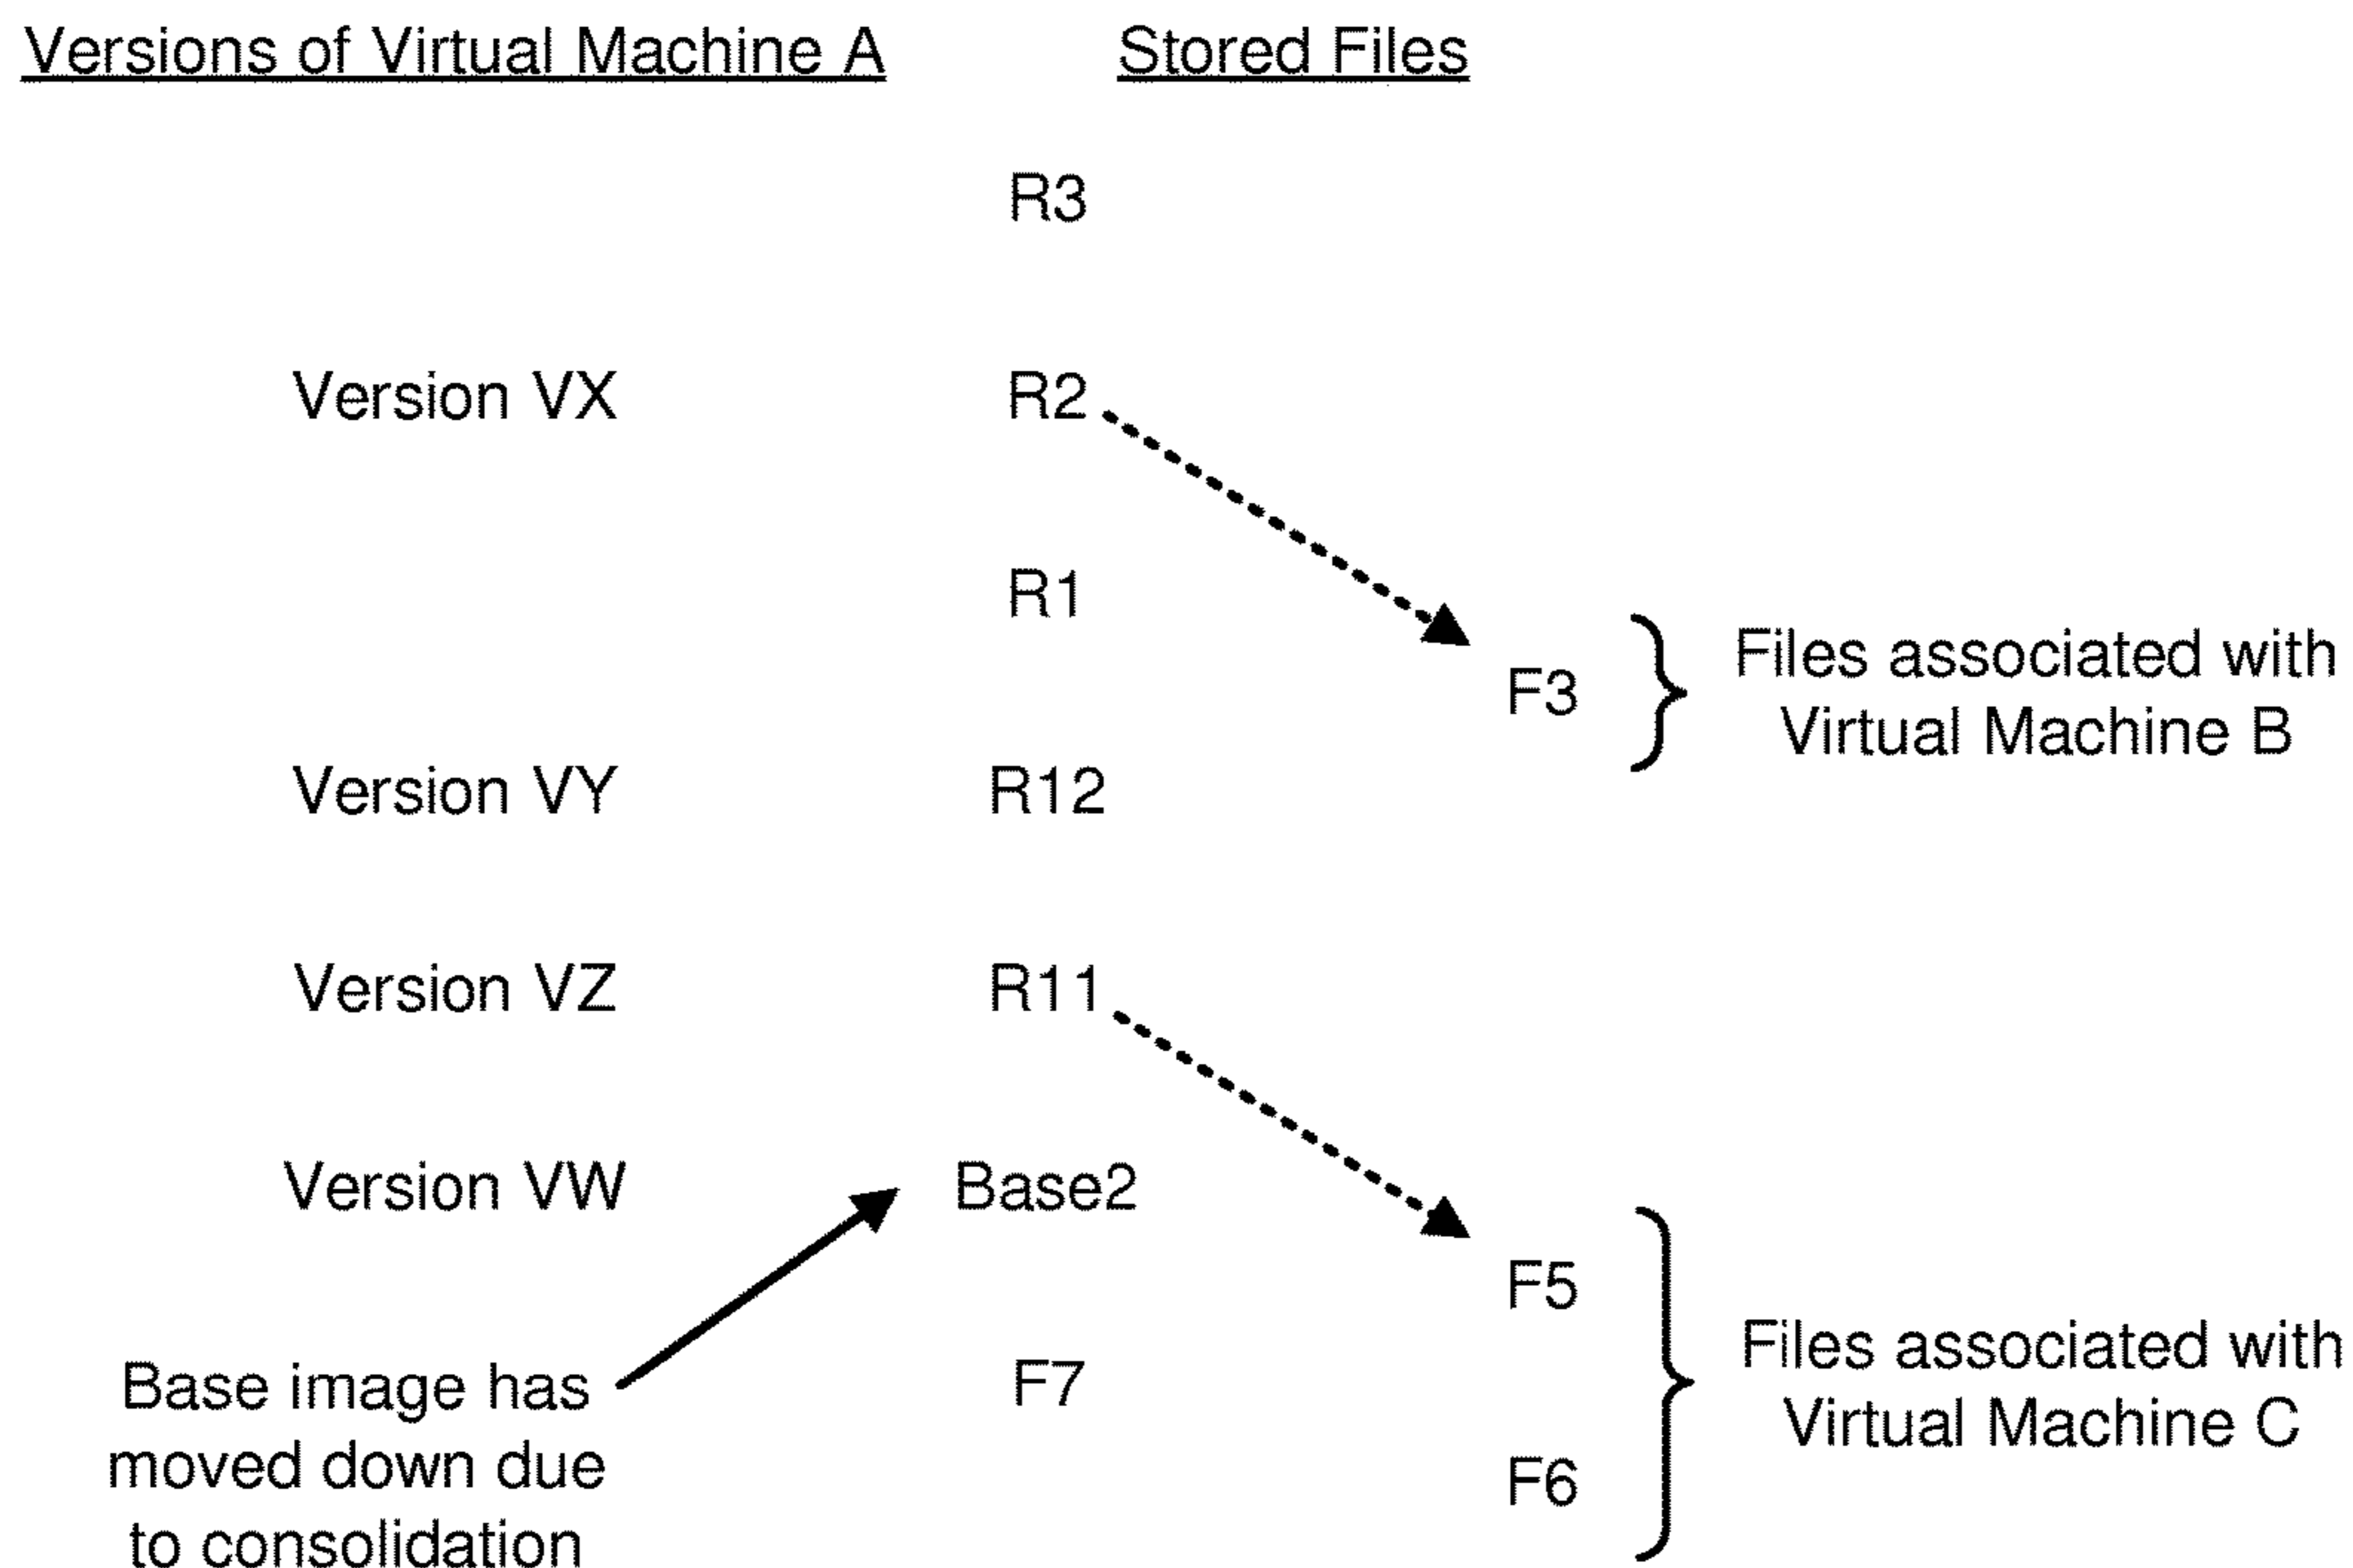 Versions of Virtual Machine A
Stored Files
R3
Version VX
R2
R1
F3
Files associated with
Virtual Machine B
Version VY
R12
Version VZ
R11
Version VW
Base2
F5
Base image has
moved down due
to consolidation
F7
F6
Files associated with
Virtual Machine C